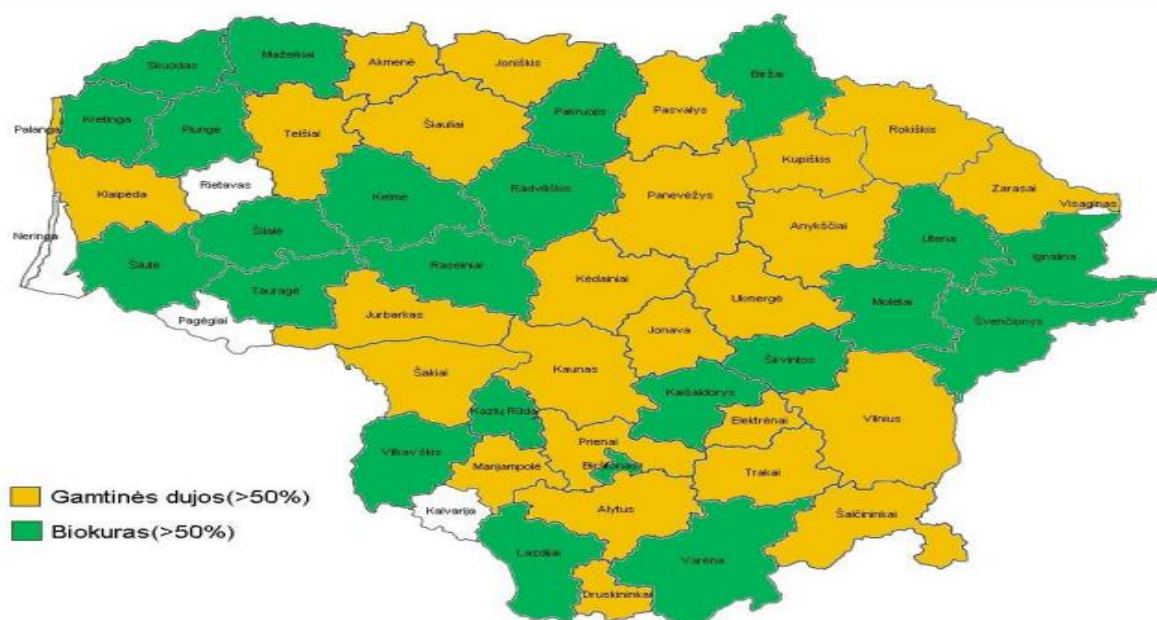 Skuodas
Mažeikiai
Akmenė
Joniškis
Biržai
Kretinga
Plungė
Telšiai
Šiauliai
Pakruojis
Pasvalys
Rokiškis
Palanga
Kupiškis
Klaipėda
Rietavas
Kelmė
Radviliškis
Panevėžys
Zarasai
Visaginas
Neringa
Šilalė
Anykščiai
Utena
Ignalina
Šilutė
Tauragė
Raseiniai
Kėdainiai
Ukmergė
Molėtai
Švenčionys
Pagėgiai
Jurbarkas
Jonava
Širvintos
Šakiai
Kaunas
Kaišiadorys
Kazlų Rūda
Elektrėnai
Vilnius
Vilkaviškis
Prienai
Marijampolė
Birštonas
Trakai
Gamtinės dujos(>50%)
Kalvarija
Alytus
Šalčininkai
Biokuras(>50%)
Lazdijai
Varėna
Druskininkai